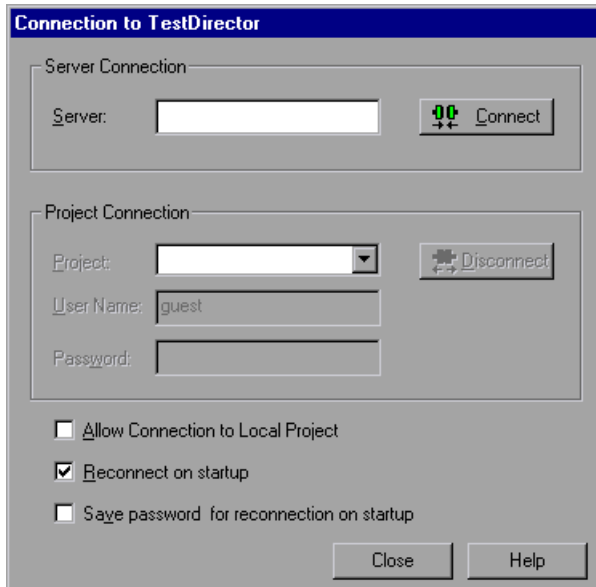 Connection to TestDirector
Server Connection
Server:
Connect
Project Connection
Project:
Disconnect
User Name: guest
Password:
Allow Connection to Local Project
Reconnect on startup
Save password for reconnection on startup
Close Help